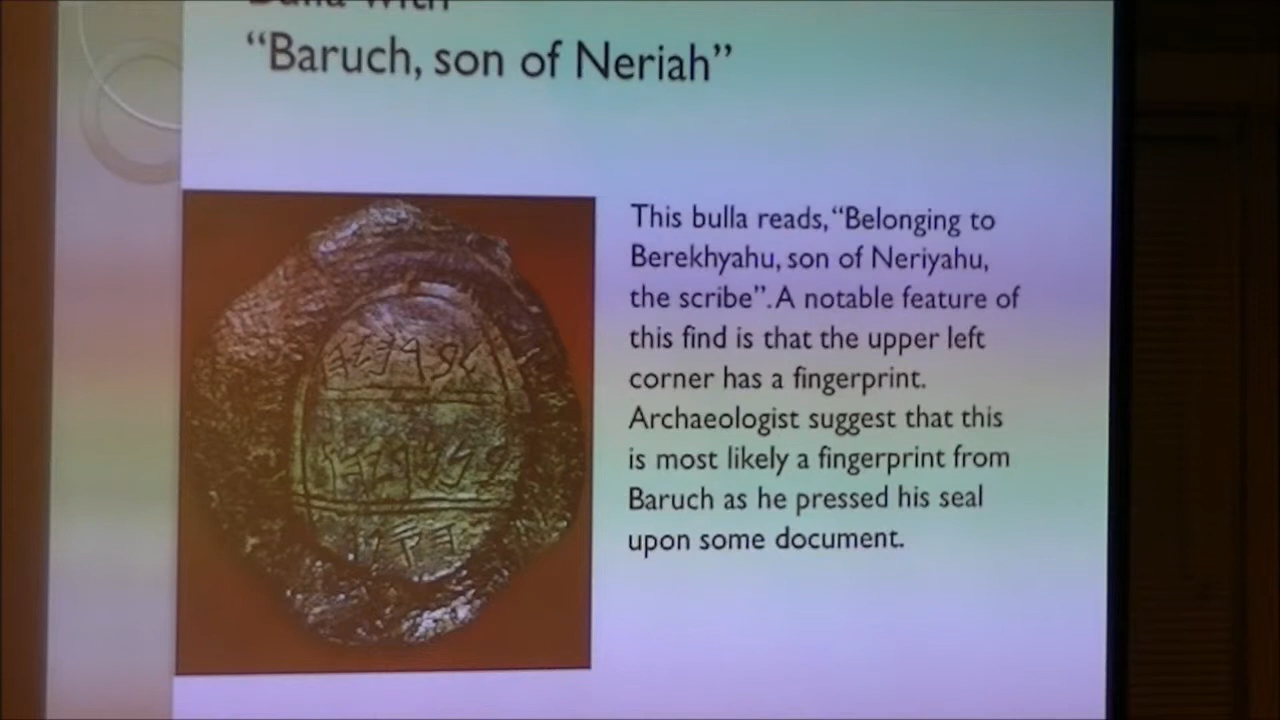 Bulla with
“Baruch, son of Neriah”
This bulla reads, “Belonging to
Berekhyahu, son of Neriyahu,
the scribe”. A notable feature of
this find is that the upper left
corner has a fingerprint.
Archaeologist suggest that this
is most likely a fingerprint from
Baruch as he pressed his seal
upon some document.